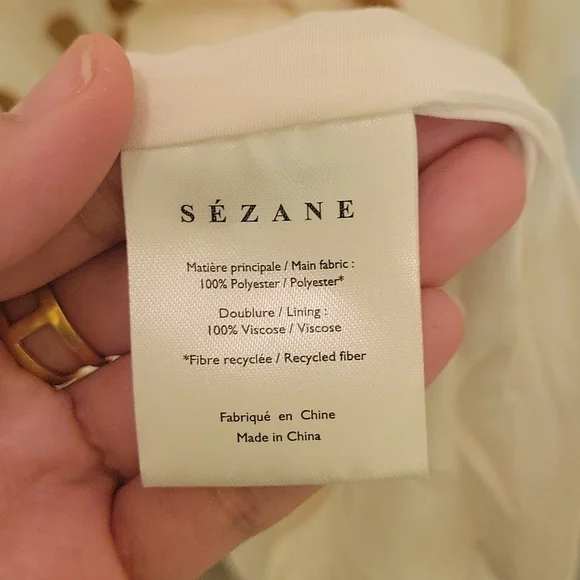 SÉZANE
Matière principale / Main fabric :
100% Polyester / Polyester*
Doublure / Lining :
100% Viscose / Viscose
*Fibre recyclée / Recycled fiber
Fabriqué en Chine
Made in China